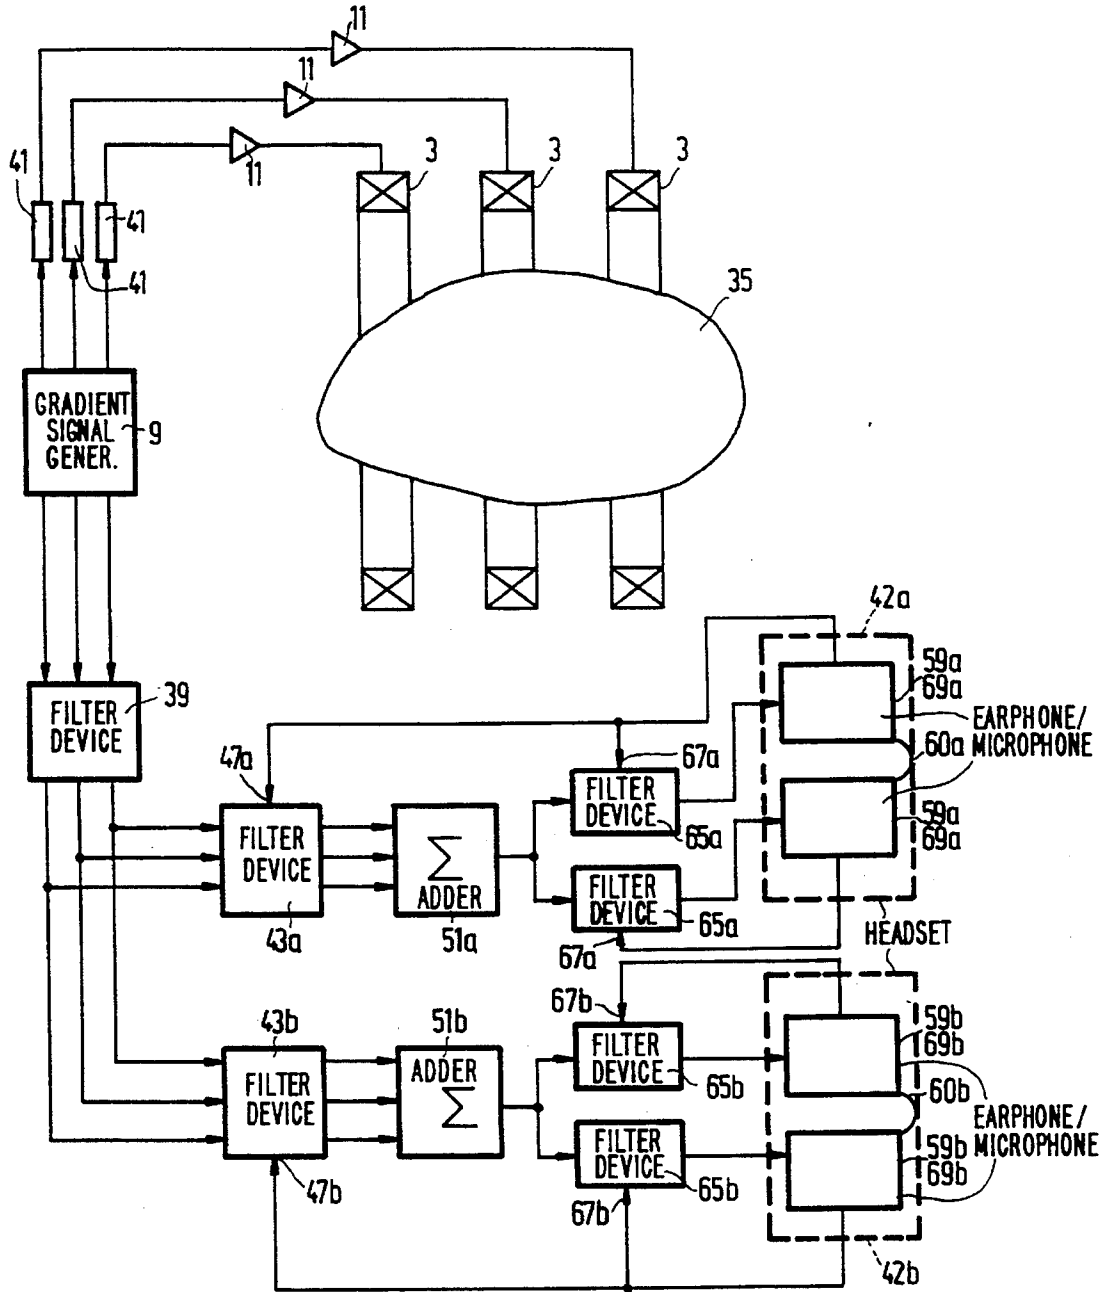 11
11
11
3
3
3
41
41
41
35
GRADIENT
SIGNAL
GENER.
9
42a
39
FILTER
DEVICE
59a
69a
EARPHONE/
MICROPHONE
60a
47a
67a
FILTER
DEVICE
65a
59a
69a
FILTER
DEVICE
43a
Σ
ADDER
51a
FILTER
DEVICE
65a
67a
HEADSET
67b
43b
51b
59b
69b
FILTER
DEVICE
65b
60b
FILTER
DEVICE
ADDER
Σ
EARPHONE/
MICROPHONE
FILTER
DEVICE
65b
59b
69b
47b
67b
42b